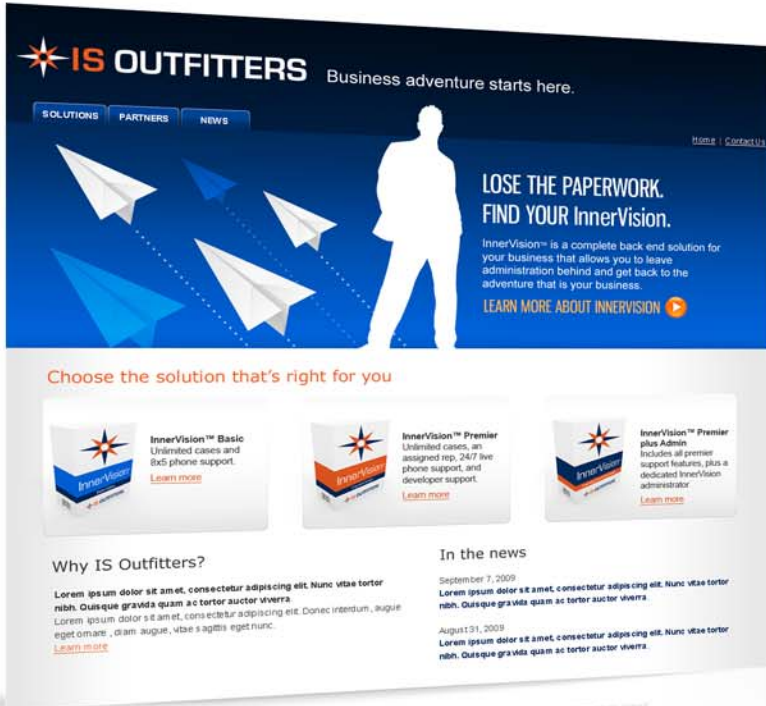 IS OUTFITTERS Business adventure starts here.
SOLUTIONS PARTNERS NEWS
Home | Contact Us
LOSE THE PAPERWORK.
FIND YOUR InnerVision.
InnerVision™ is a complete back end solution for
your business that allows you to leave
administration behind and get back to the
adventure that is your business.
LEARN MORE ABOUT INNERVISION
Choose the solution that's right for you
InnerVision
IS OUTFITTERS
InnerVision™ Basic
Unlimited cases and
8x5 phone support.
Learn more
InnerVision
IS OUTFITTERS
InnerVision™ Premier
Unlimited cases, an
assigned rep, 24/7 live
phone support, and
developer support.
Learn more
InnerVision
IS OUTFITTERS
InnerVision™ Premier
plus Admin
Includes all premier
support features, plus a
dedicated InnerVision
administrator
Learn more
Why IS Outfitters?
Lorem ipsum dolor sit amet, consectetur adipiscing elit. Nunc vitae tortor
nibh. Quisque gravida quam ac tortor auctor viverra.
Lorem ipsum dolor sit amet, consectetur adipiscing elit. Donec interdum, augue
eget ornare, diam augue, vitae sagittis eget nunc.
Learn more
In the news
September 7, 2009
Lorem ipsum dolor sit amet, consectetur adipiscing elit. Nunc vitae tortor
nibh. Quisque gravida quam ac tortor auctor viverra.
August 31, 2009
Lorem ipsum dolor sit amet, consectetur adipiscing elit. Nunc vitae tortor
nibh. Quisque gravida quam ac tortor auctor viverra.